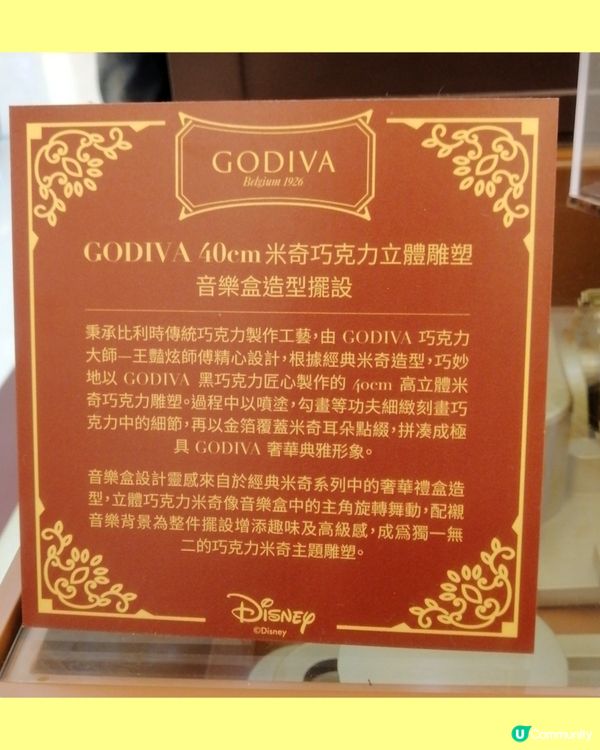 GODIVA
Belgium 1926
GODIVA 40cm 米奇巧克力立體雕塑
音樂盒造型擺設
秉承比利時傳統巧克力製作工藝，由 GODIVA 巧克力
大師—王豔炫師傅精心設計，根據經典米奇造型，巧妙
地以 GODIVA 黑巧克力匠心製作的 40cm 高立體米
奇巧克力雕塑。過程中以噴塗，勾畫等功夫細緻刻畫巧
克力中的細節，再以金箔覆蓋米奇耳朵點綴，拼湊成極
具 GODIVA 奢華典雅形象。
音樂盒設計靈感來自於經典米奇系列中的奢華禮盒造
型，立體巧克力米奇像音樂盒中的主角旋轉舞動，配襯
音樂背景為整件擺設增添趣味及高級感，成為獨一無
二的巧克力米奇主題雕塑。
Disney
©Disney
U Community